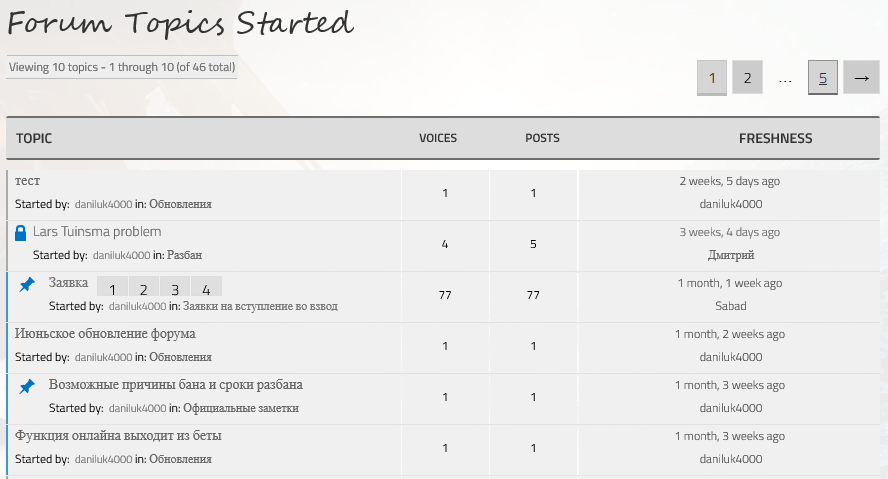 Forum Topics Started
Viewing 10 topics - 1 through 10 (of 46 total)
1 2 … 5 →
TOPIC VOICES POSTS FRESHNESS
тест
Started by: daniluk4000 in: Обновления
1 1
2 weeks, 5 days ago
daniluk4000
Lars Tuinsma problem
Started by: daniluk4000 in: Разбан
4 5
3 weeks, 4 days ago
Дмитрий
Заявка 1 2 3 4
Started by: daniluk4000 in: Заявки на вступление во взвод
77 77
1 month, 1 week ago
Sabad
Июньское обновление форума
Started by: daniluk4000 in: Обновления
1 1
1 month, 2 weeks ago
daniluk4000
Возможные причины бана и сроки разбана
Started by: daniluk4000 in: Официальные заметки
1 1
1 month, 3 weeks ago
daniluk4000
Функция онлайна выходит из беты
Started by: daniluk4000 in: Обновления
1 1
1 month, 3 weeks ago
daniluk4000